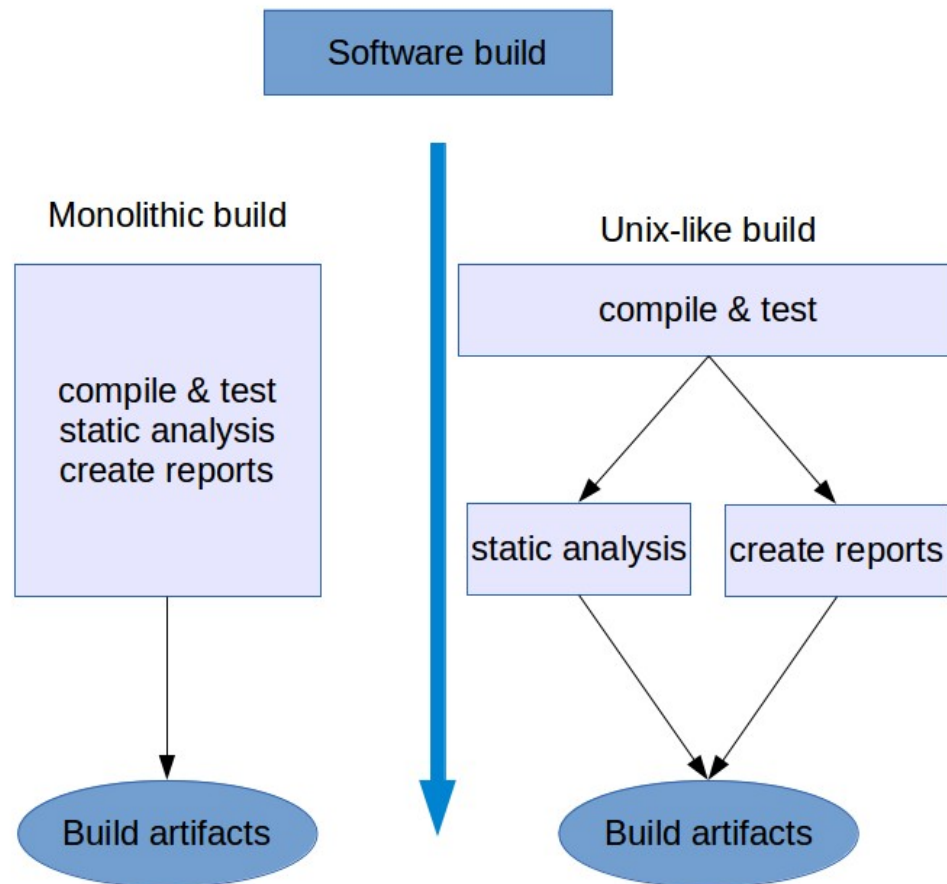 Software build
Monolithic build
compile & test
static analysis
create reports
Build artifacts
Unix-like build
compile & test
static analysis
create reports
Build artifacts